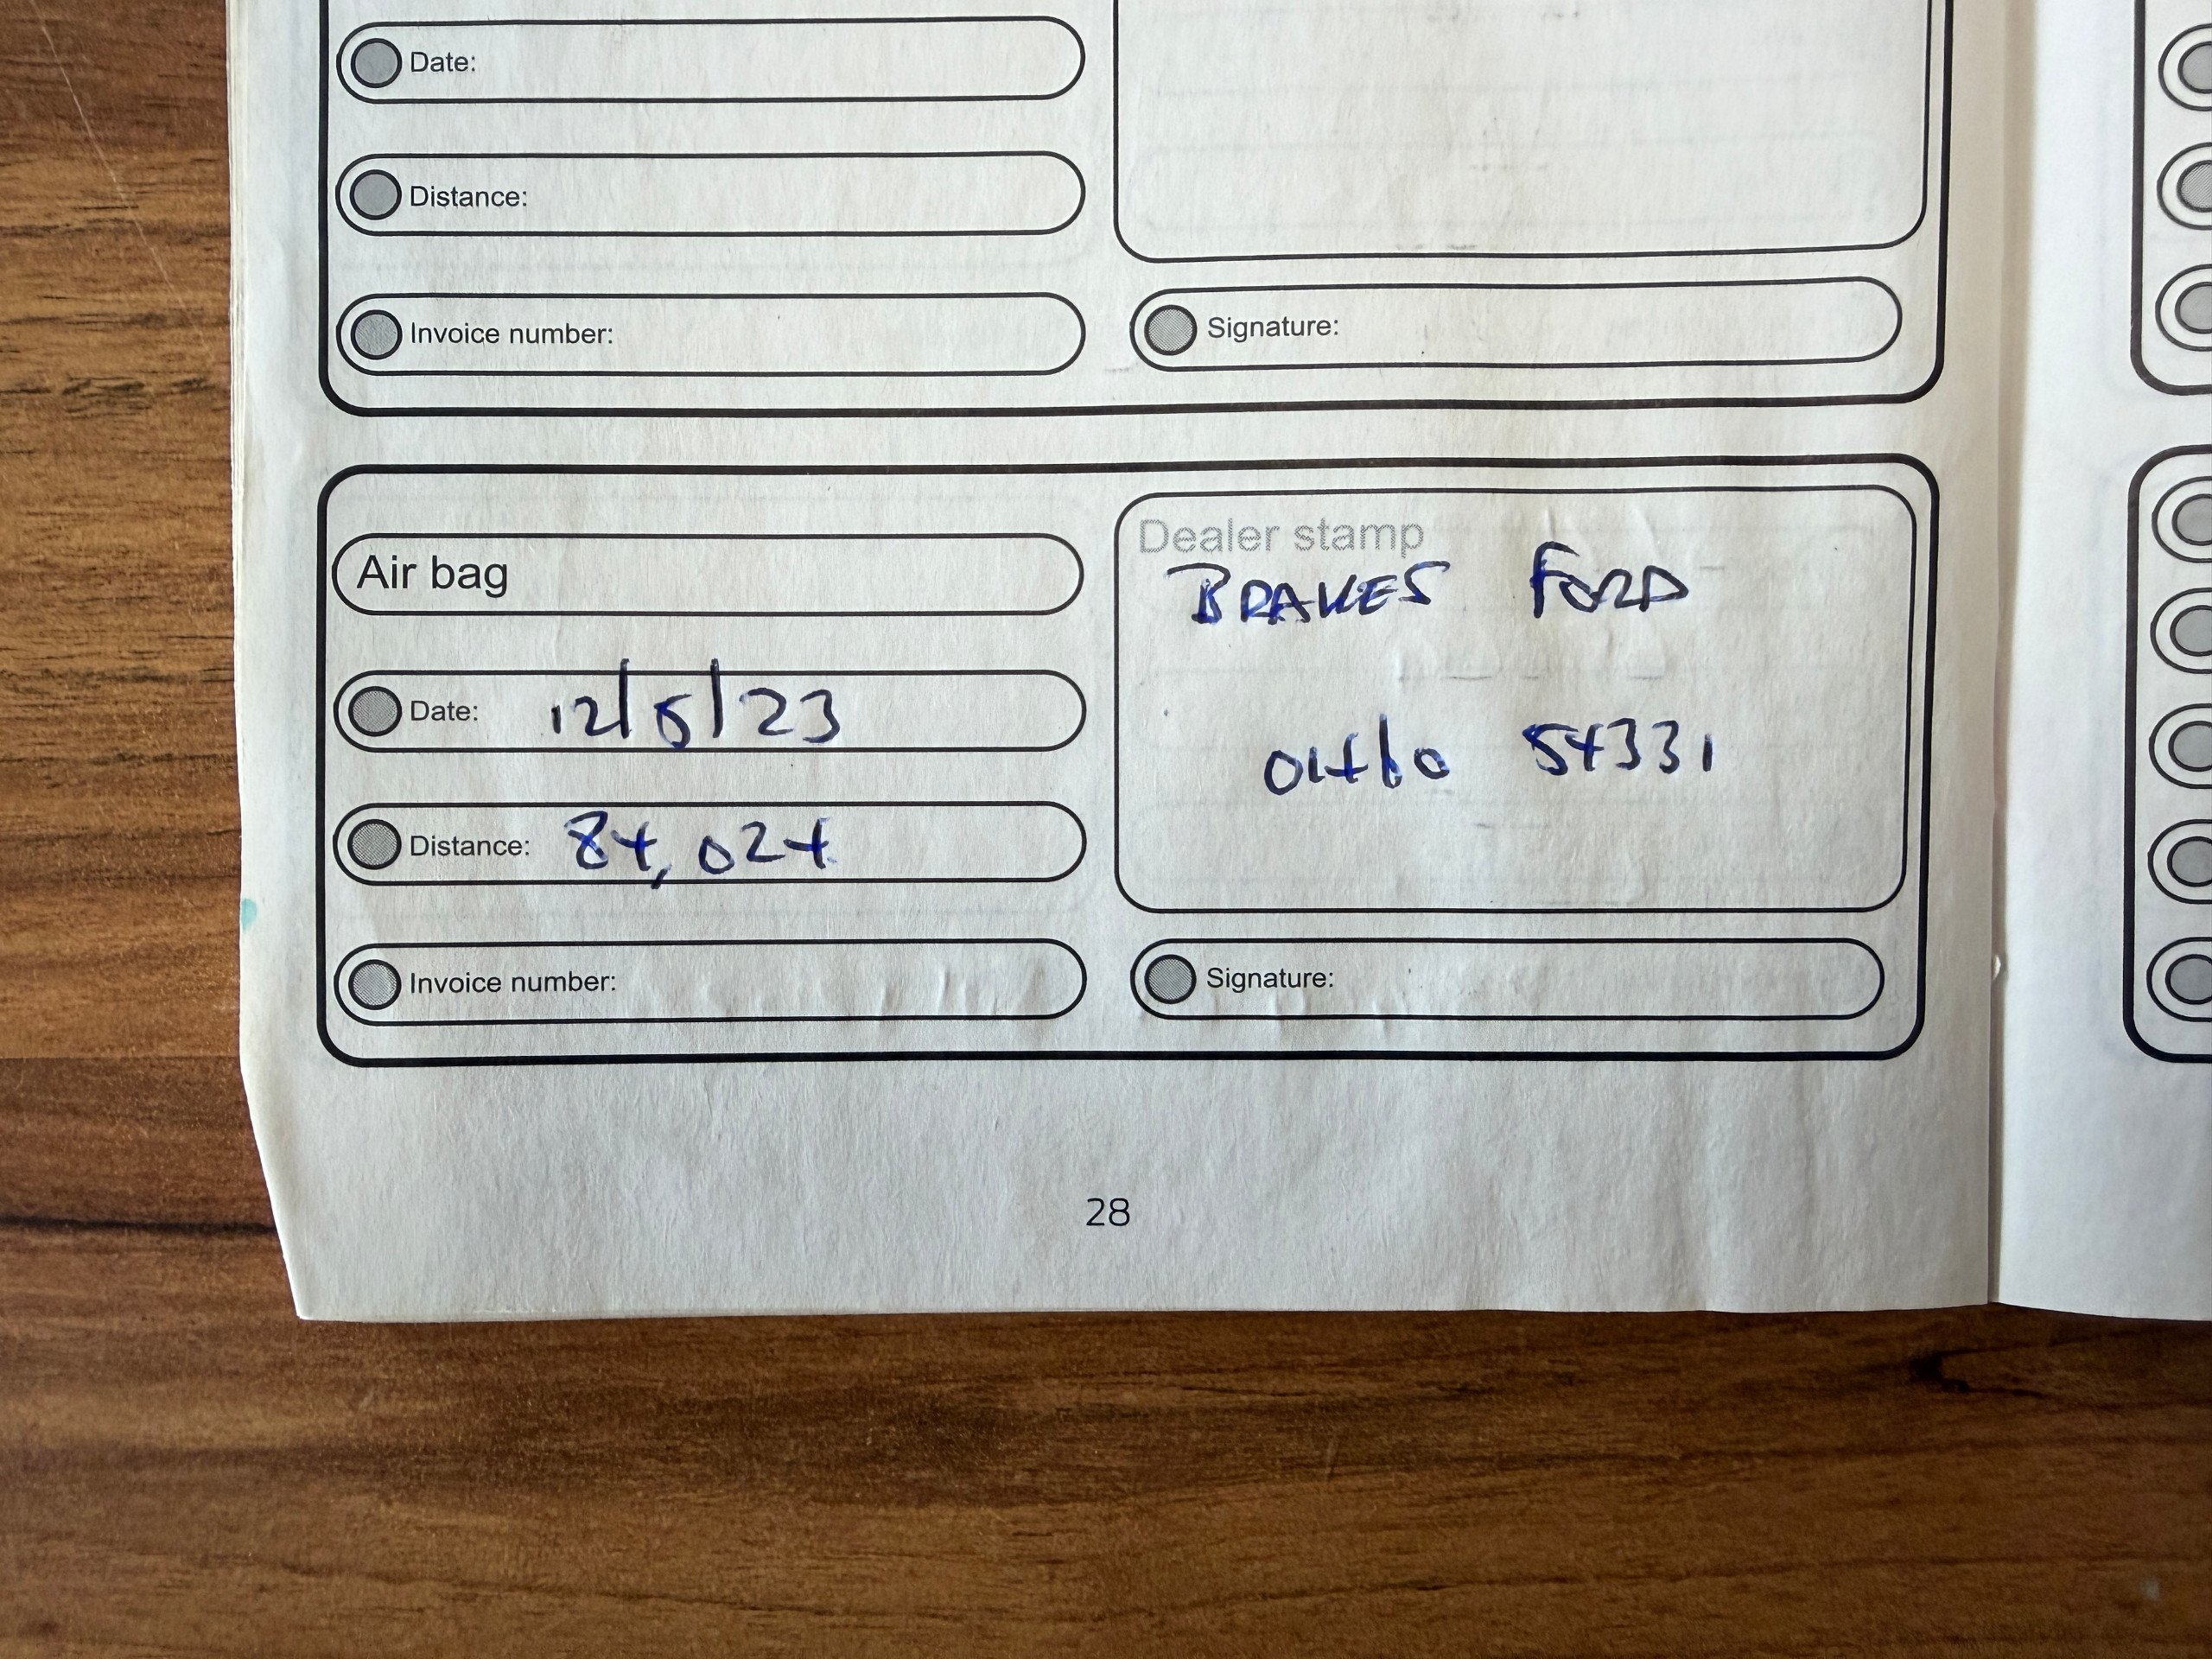 Date:
Distance:
Invoice number:
Signature:
Air bag
Dealer stamp
BRAKES FORD
Date: 12/5/23
01460 54331
Distance: 84,024
Invoice number:
Signature:
28